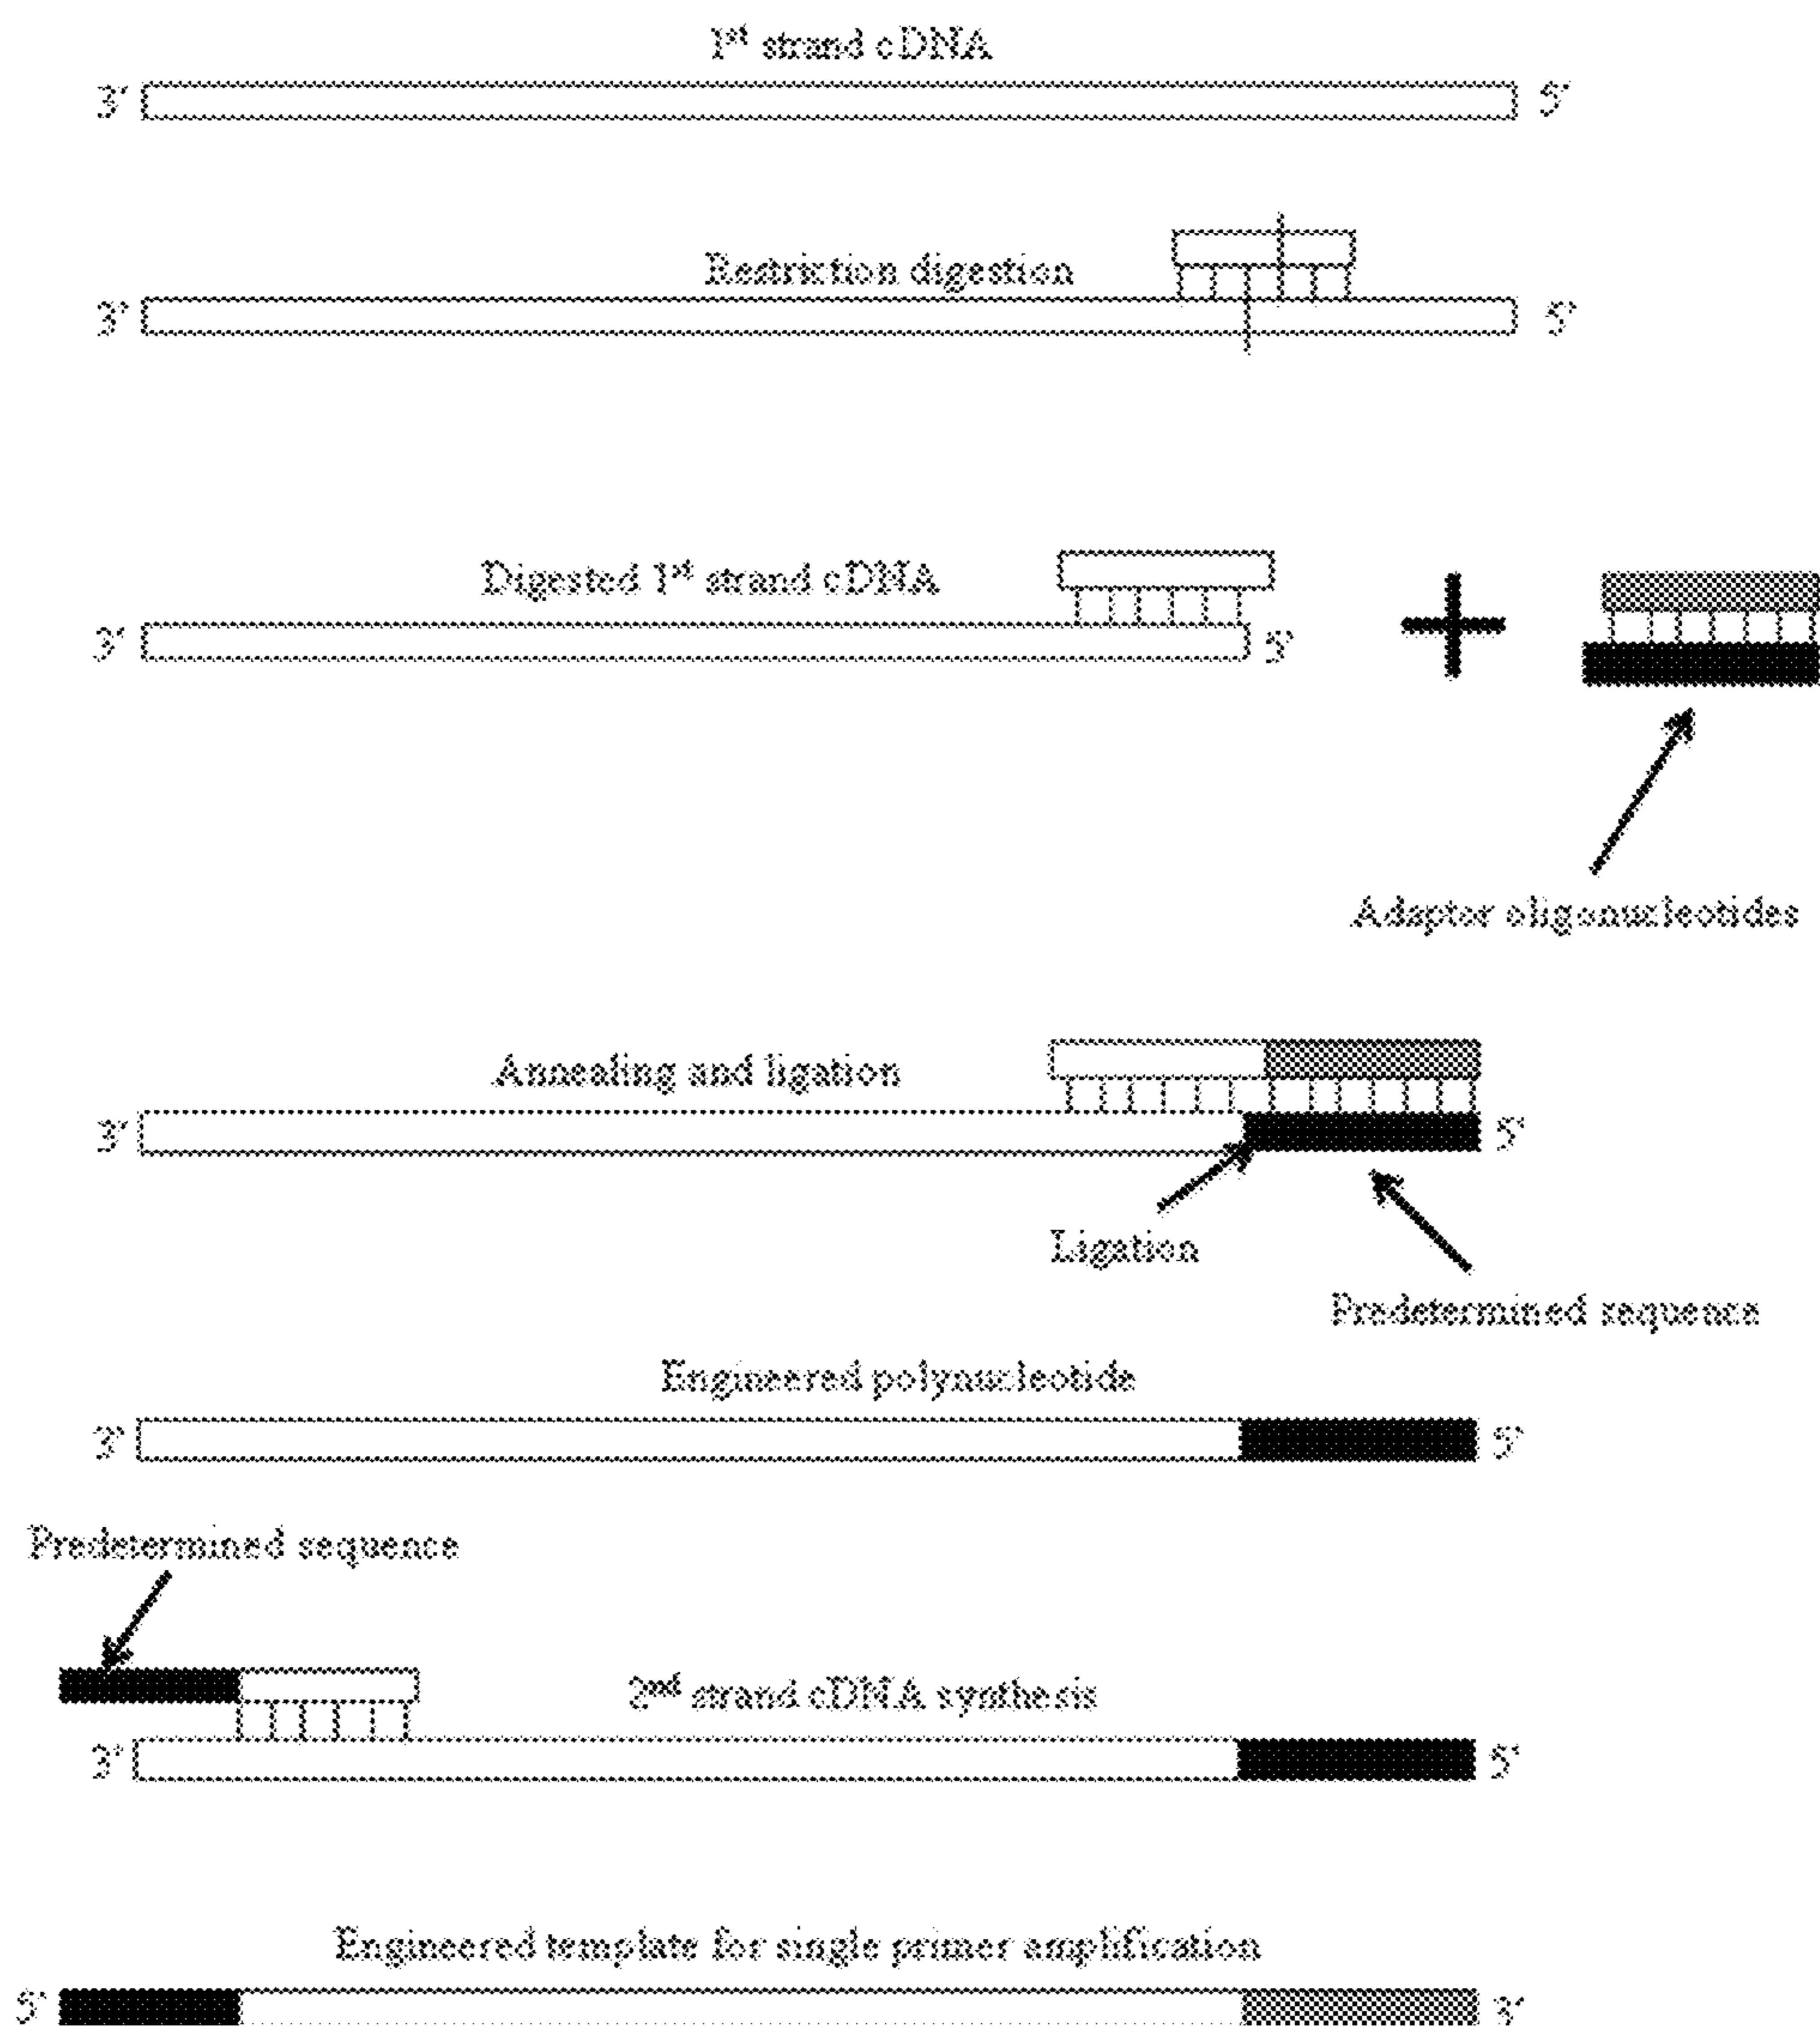 1st strand cDNA
3' 5'
Restriction digestion
3' 5'
Digested 1st strand cDNA
3' 5'
Adaptor oligonucleotides
Annealing and ligation
3' 5'
Ligation
Predetermined sequence
Engineered polynucleotide
3' 5'
Predetermined sequence
2nd strand cDNA synthesis
3' 5'
Engineered template for single primer amplification
5' 3'